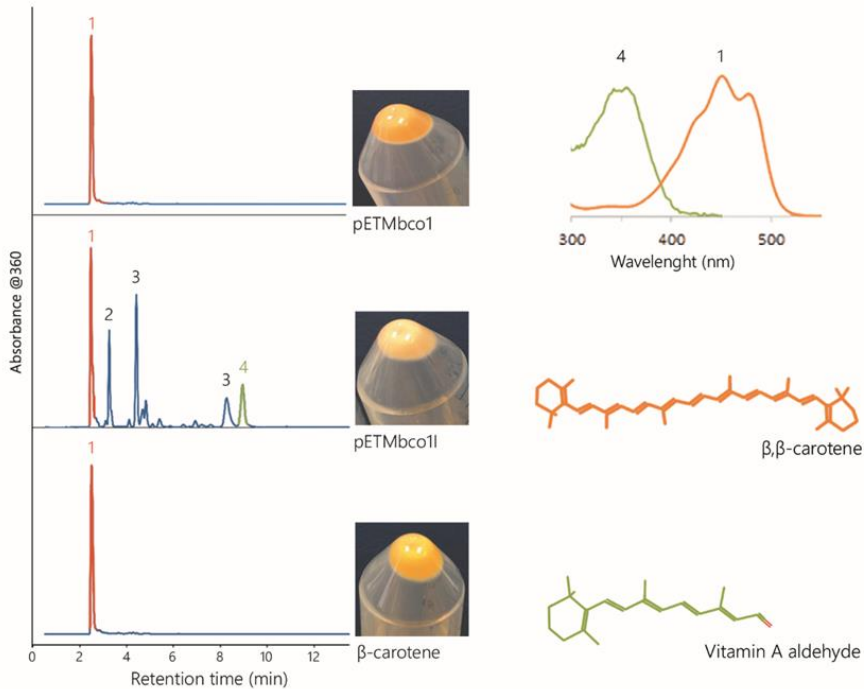 1
pETMbco1
Absorbance @360
1
2
3
3
4
pETMbco1l
1
β-carotene
0 2 4 6 8 10 12
Retention time (min)
4 1
300 400 500
Wavelenght (nm)
β,β-carotene
Vitamin A aldehyde